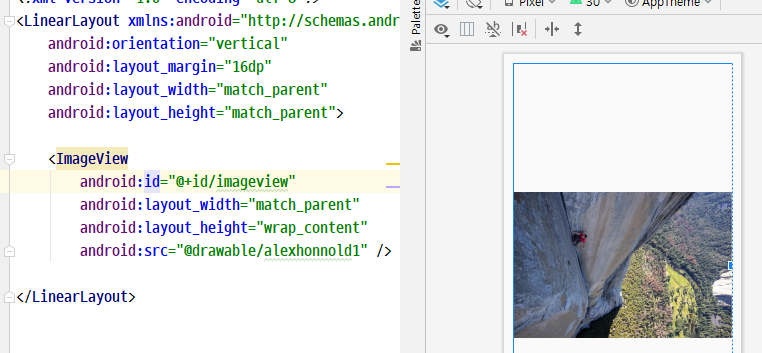 <?xml version="1.0" encoding="utf-8"?>
<LinearLayout xmlns:android="http://schemas.andr
android:orientation="vertical"
android:layout_margin="16dp"
android:layout_width="match_parent"
android:layout_height="match_parent">
<ImageView
android:id="@+id/imageview"
android:layout_width="match_parent"
android:layout_height="wrap_content"
android:src="@drawable/alexhonnold1" />
</LinearLayout>
Palette
Pixel
30
AppTheme